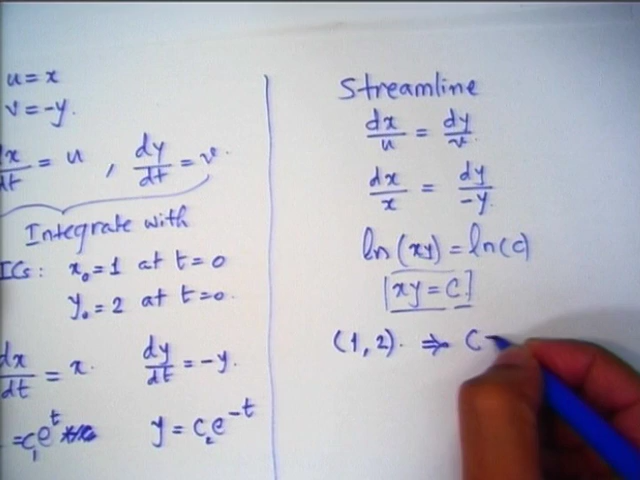 u = x
v = -y.
dx/dt = u , dy/dt = v.
Integrate with
ICs: x₀ = 1 at t = 0
y₀ = 2 at t = 0.
dx/dt = x. dy/dt = -y.
= c₁e^t y = c₂e^-t
Streamline
dx/u = dy/v.
dx/x = dy/-y.
ln(xy) = ln(c)
xy = c.
(1, 2). ⇒ C